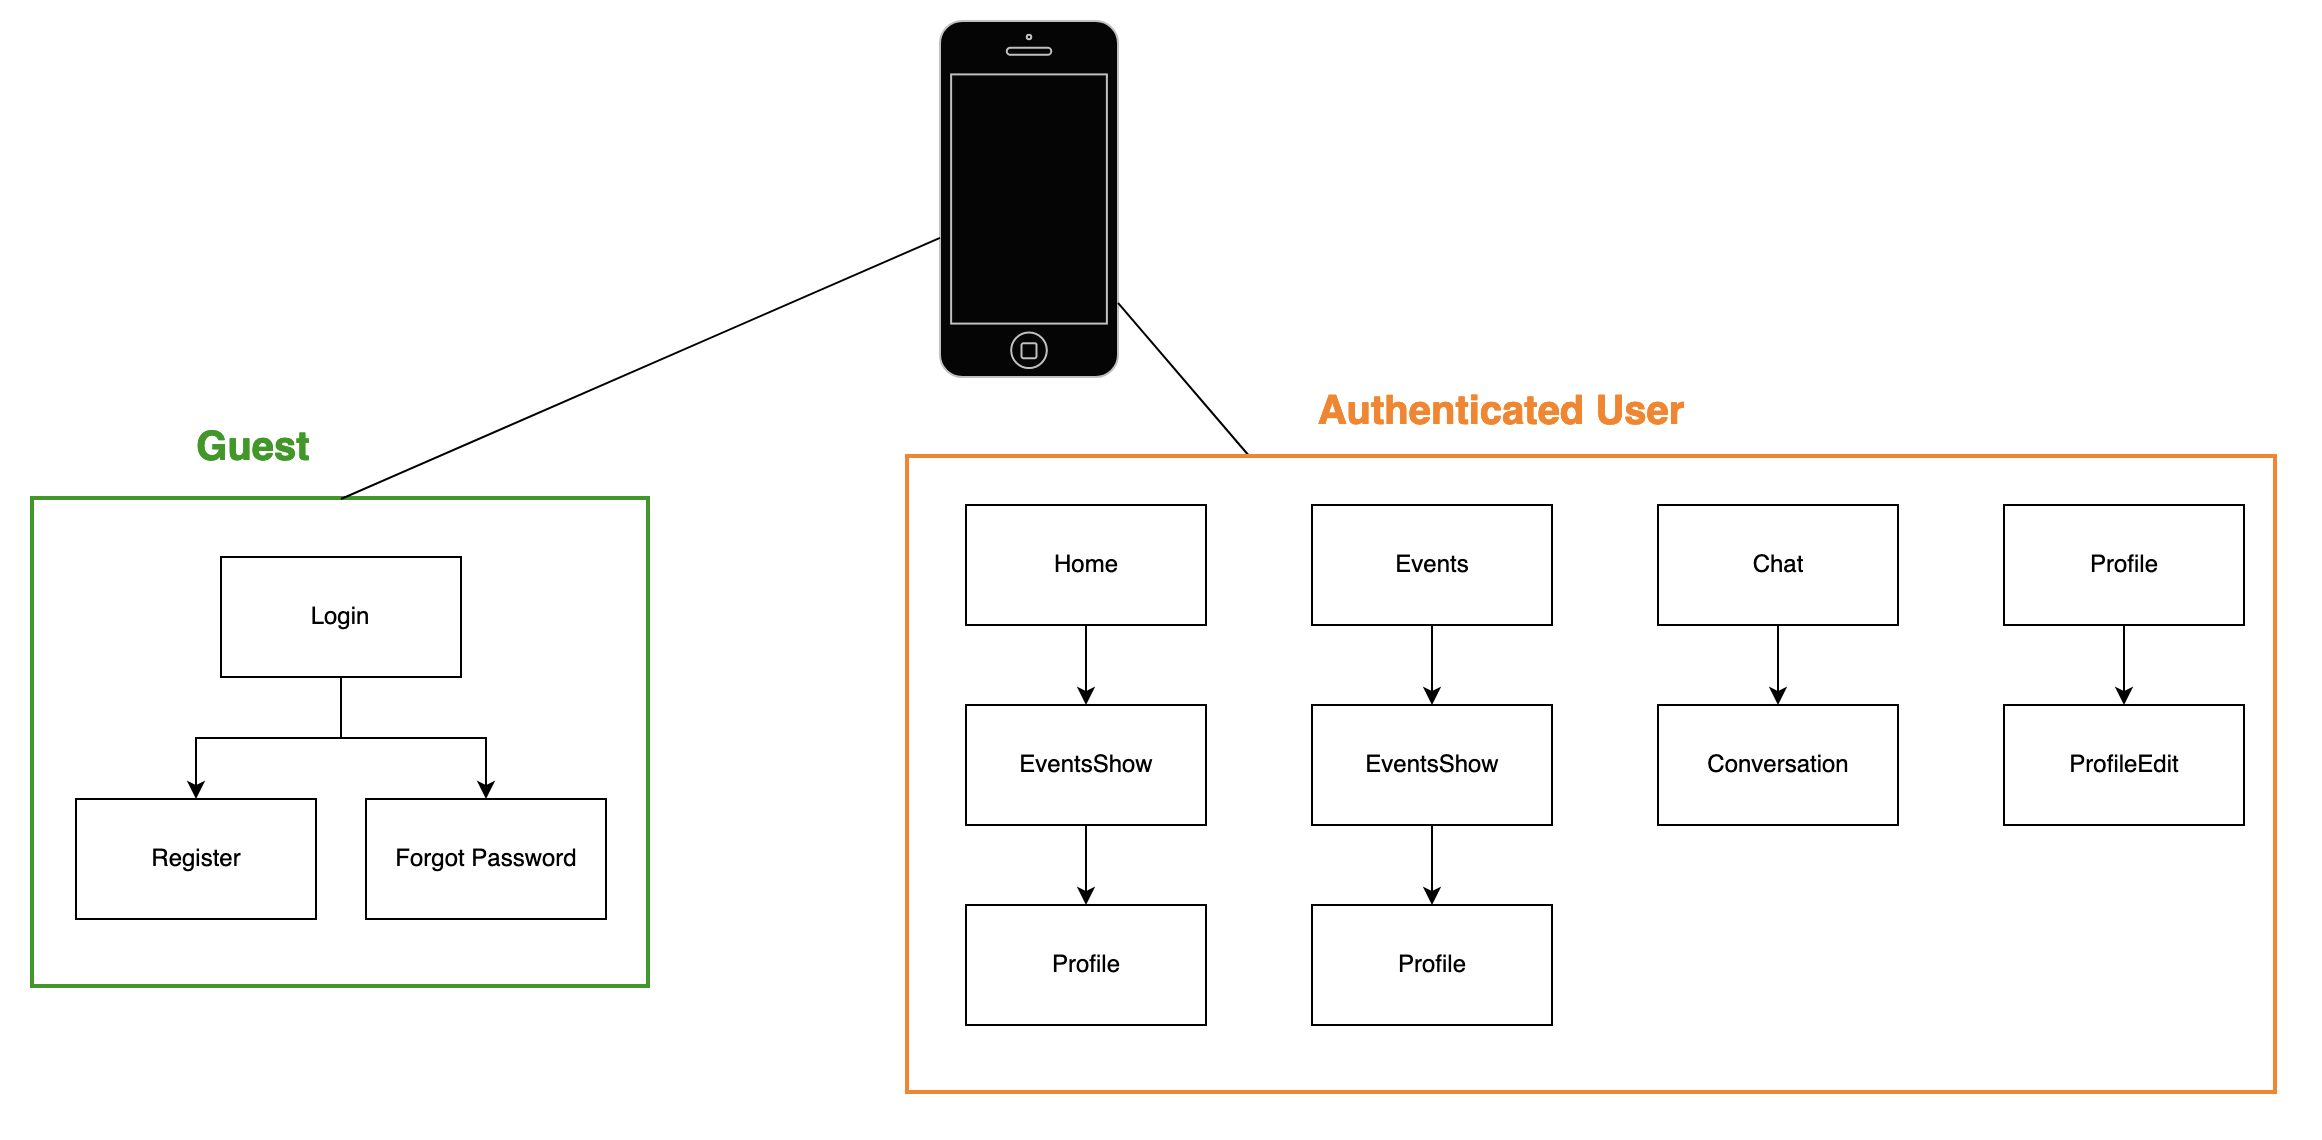 Guest
Login
Register
Forgot Password
Authenticated User
Home
Events
Chat
Profile
EventsShow
EventsShow
Conversation
ProfileEdit
Profile
Profile